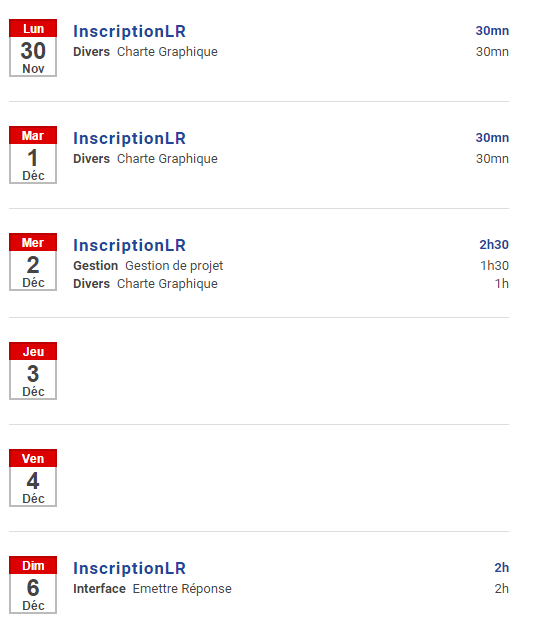 Lun
30
Nov
InscriptionLR 30mn
Divers Charte Graphique 30mn
Mar
1
Déc
InscriptionLR 30mn
Divers Charte Graphique 30mn
Mer
2
Déc
InscriptionLR 2h30
Gestion Gestion de projet 1h30
Divers Charte Graphique 1h
Jeu
3
Déc
Ven
4
Déc
Dim
6
Déc
InscriptionLR 2h
Interface Emettre Réponse 2h